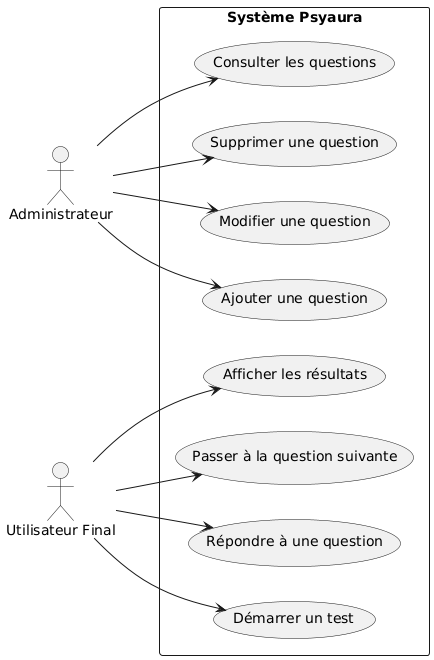 Système Psyaura
Consulter les questions
Supprimer une question
Modifier une question
Administrateur
Ajouter une question
Afficher les résultats
Passer à la question suivante
Utilisateur Final
Répondre à une question
Démarrer un test